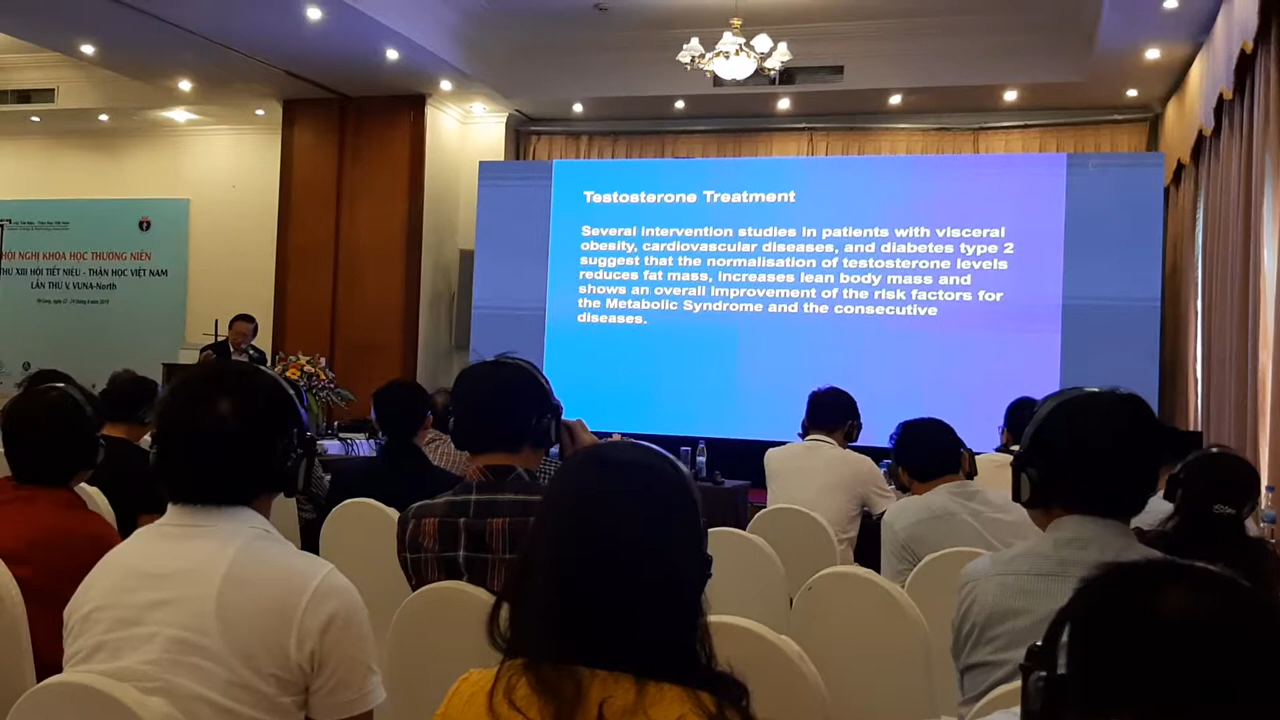 HỘI NGHỊ KHOA HỌC THƯỜNG NIÊN
THỨ XIII HỘI TIẾT NIỆU - THẬN HỌC VIỆT NAM
LẦN THỨ V, VUNA-North
Testosterone Treatment
Several intervention studies in patients with visceral
obesity, cardiovascular diseases, and diabetes type 2
suggest that the normalisation of testosterone levels
reduces fat mass, increases lean body mass and
shows an overall improvement of the risk factors for
the Metabolic Syndrome and the consecutive
diseases.